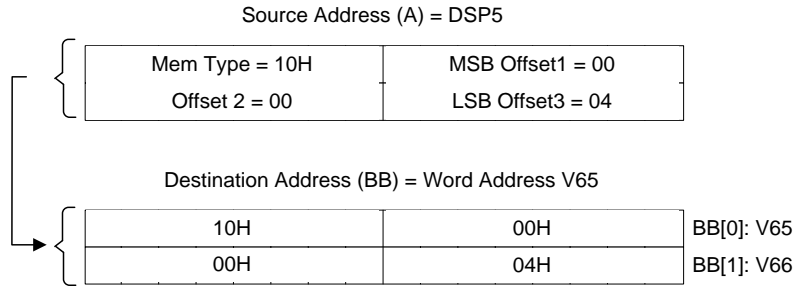 Source Address (A) = DSP5
Mem Type = 10H MSB Offset1 = 00
Offset 2 = 00 LSB Offset3 = 04
Destination Address (BB) = Word Address V65
10H 00H BB[0]: V65
00H 04H BB[1]: V66